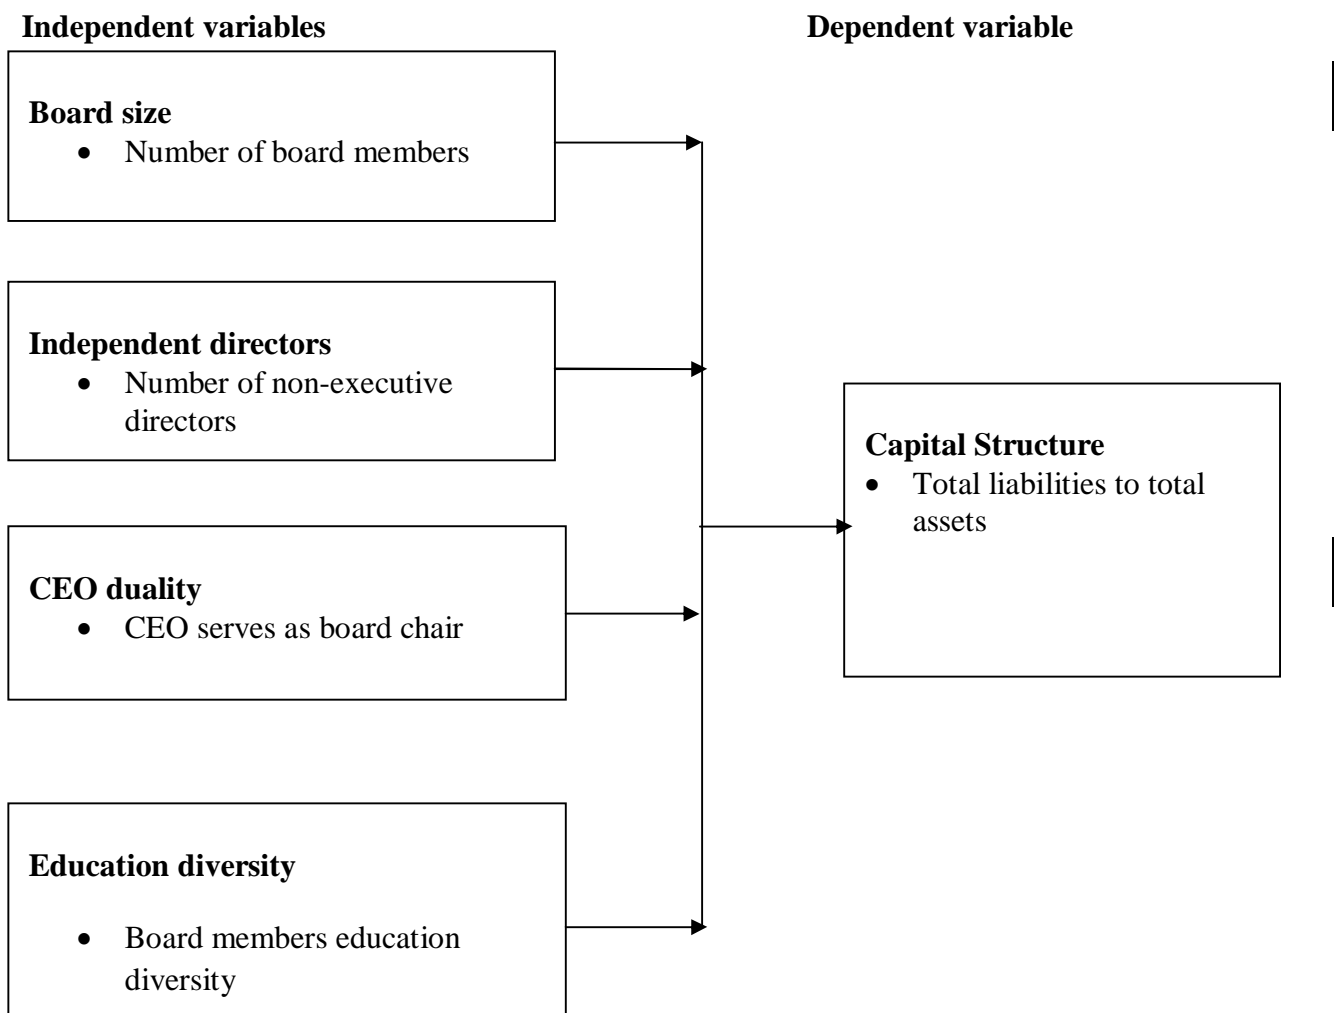 Independent variables
Dependent variable
Board size
• Number of board members
Independent directors
• Number of non-executive
directors
Capital Structure
• Total liabilities to total
assets
CEO duality
• CEO serves as board chair
Education diversity
• Board members education
diversity